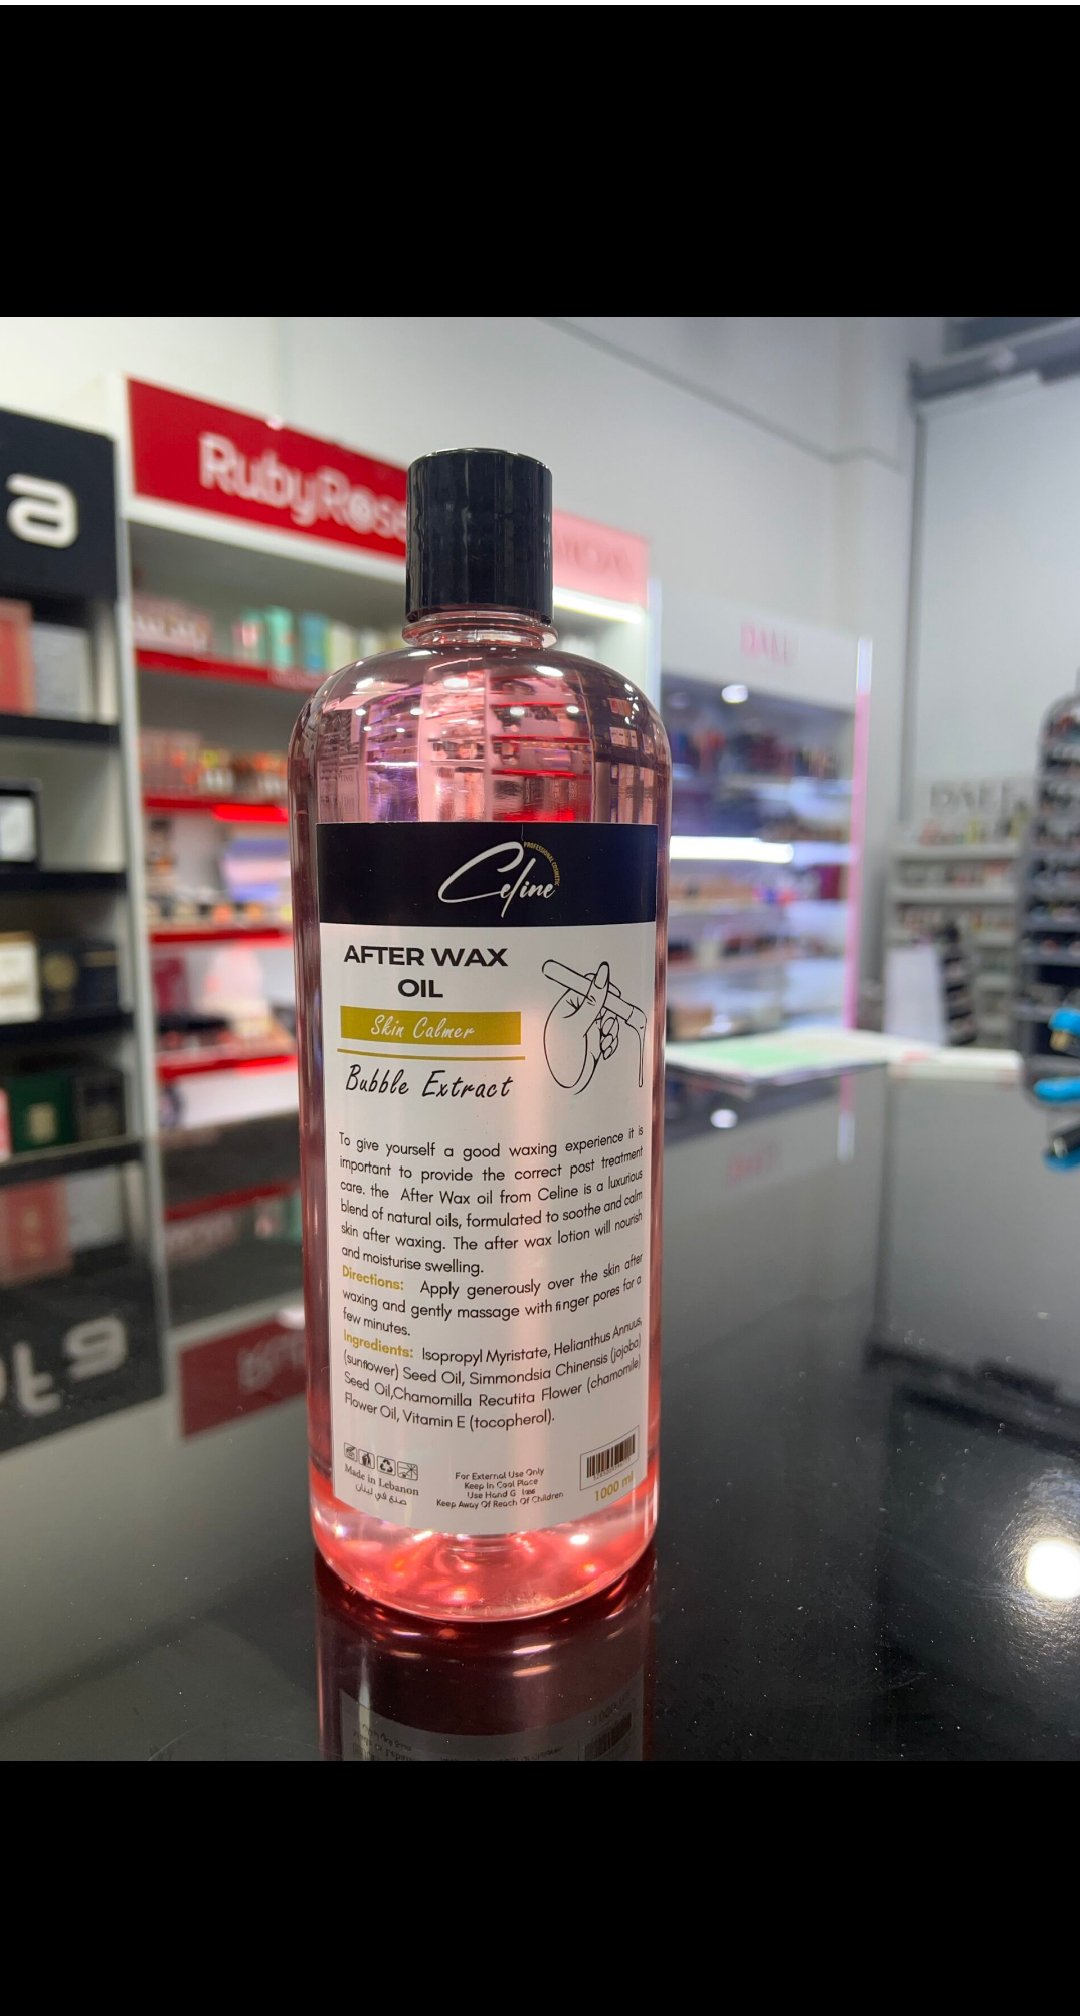 a
RubyRose
Celine
PROFESSIONAL COSMETIC
AFTER WAX
OIL
Skin Calmer
Bubble Extract
To give yourself a good waxing experience it is
important to provide the correct post treatment
care. the After Wax oil from Celine is a luxurious
blend of natural oils, formulated to soothe and calm
skin after waxing. The after wax lotion will nourish
and moisturise swelling.
Directions: Apply generously over the skin after
waxing and gently massage with finger pores for a
few minutes.
Ingredients: Isopropyl Myristate, Helianthus Annuus,
(sunflower) Seed Oil, Simmondsia Chinensis (jojoba)
Seed Oil,Chamomilla Recutita Flower (chamomile)
Flower Oil, Vitamin E (tocopherol).
Made in Lebanon
صنع في لبنان
For External Use Only
Keep In Cool Place
Use Hand G loss
Keep Away Of Reach Of Children
1000 ml